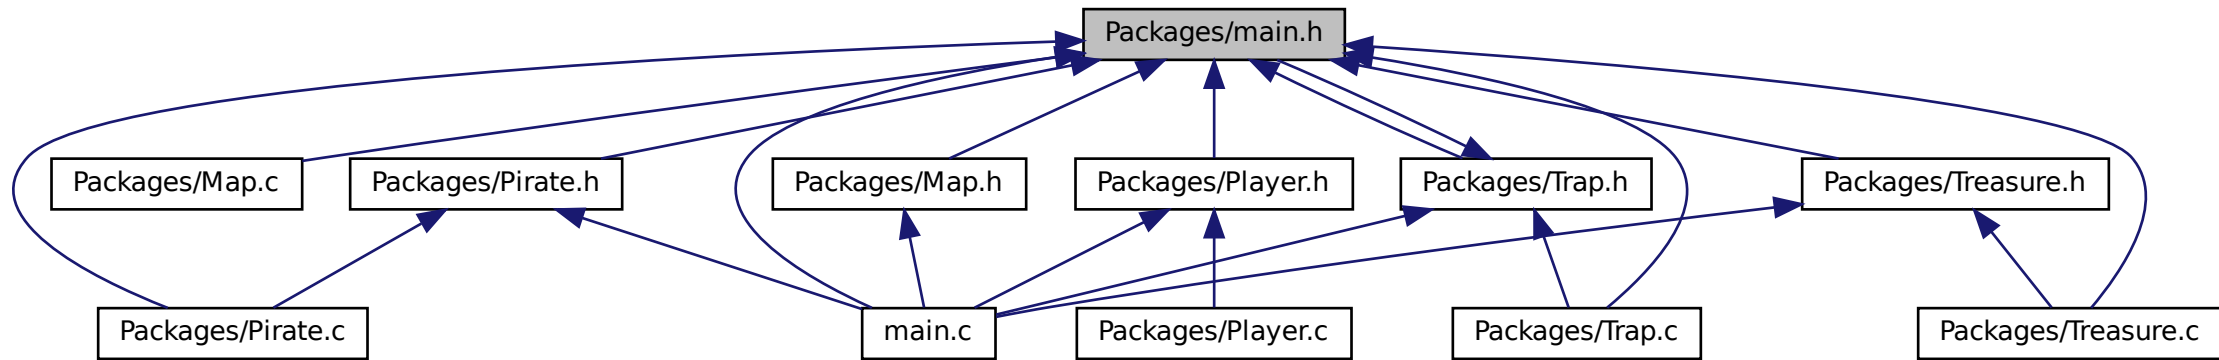 Packages/main.h
Packages/Map.c
Packages/Pirate.h
Packages/Map.h
Packages/Player.h
Packages/Trap.h
Packages/Treasure.h
Packages/Pirate.c
main.c
Packages/Player.c
Packages/Trap.c
Packages/Treasure.c